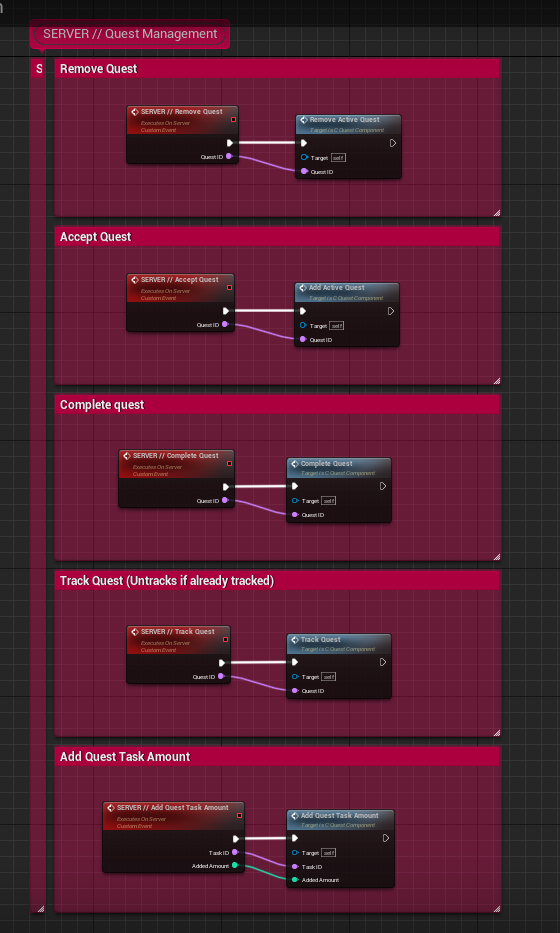 SERVER // Quest Management
S
Remove Quest
SERVER // Remove Quest
Executes On Server
Custom Event
Quest ID
Remove Active Quest
Target is C Quest Component
Target self
Quest ID
Accept Quest
SERVER // Accept Quest
Executes On Server
Custom Event
Quest ID
Add Active Quest
Target is C Quest Component
Target self
Quest ID
Complete quest
SERVER // Complete Quest
Executes On Server
Custom Event
Quest ID
Complete Quest
Target is C Quest Component
Target self
Quest ID
Track Quest (Untracks if already tracked)
SERVER // Track Quest
Executes On Server
Custom Event
Quest ID
Track Quest
Target is C Quest Component
Target self
Quest ID
Add Quest Task Amount
SERVER // Add Quest Task Amount
Executes On Server
Custom Event
Task ID
Added Amount
Add Quest Task Amount
Target is C Quest Component
Target self
Task ID
Added Amount